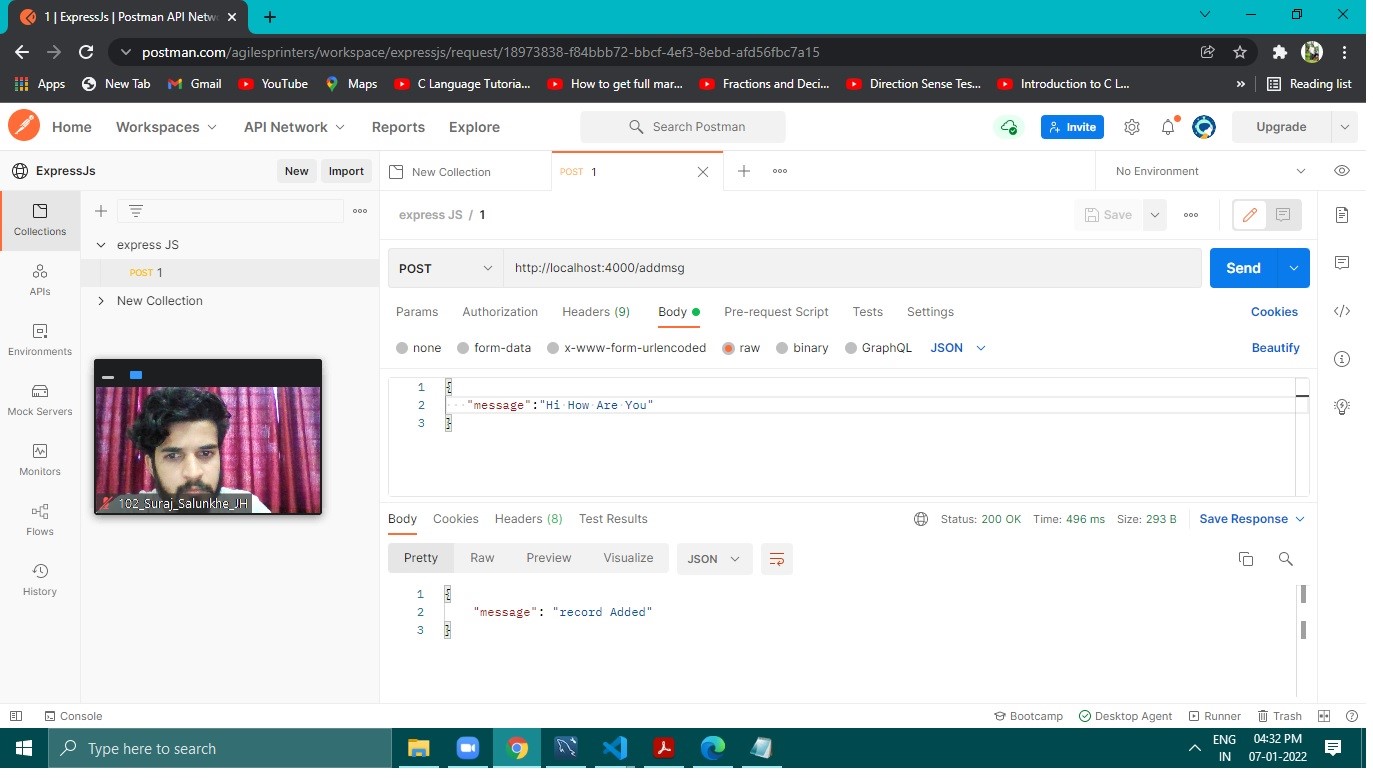 1 | ExpressJs | Postman API Netw
postman.com/agilesprinters/workspace/expressjs/request/18973838-f84bbb72-bbcf-4ef3-8ebd-afd56fbc7a15
Apps New Tab Gmail YouTube Maps C Language Tutoria... How to get full mar... Fractions and Deci... Direction Sense Tes... Introduction to C L... » Reading list
Home Workspaces API Network Reports Explore Search Postman Invite Upgrade
ExpressJs New Import New Collection POST 1 No Environment
Collections
APIs
Environments
Mock Servers
Monitors
Flows
History
express JS
POST 1
New Collection
102_Suraj_Salunkhe_JH
express JS / 1 Save
POST http://localhost:4000/addmsg Send
Params Authorization Headers (9) Body Pre-request Script Tests Settings Cookies
none form-data x-www-form-urlencoded raw binary GraphQL JSON Beautify
1 {
2 "message":"Hi How Are You"
3 }
Body Cookies Headers (8) Test Results Status: 200 OK Time: 496 ms Size: 293 B Save Response
Pretty Raw Preview Visualize JSON
1 {
2 "message": "record Added"
3 }
Console Bootcamp Desktop Agent Runner Trash
Type here to search
ENG
IN
04:32 PM
07-01-2022